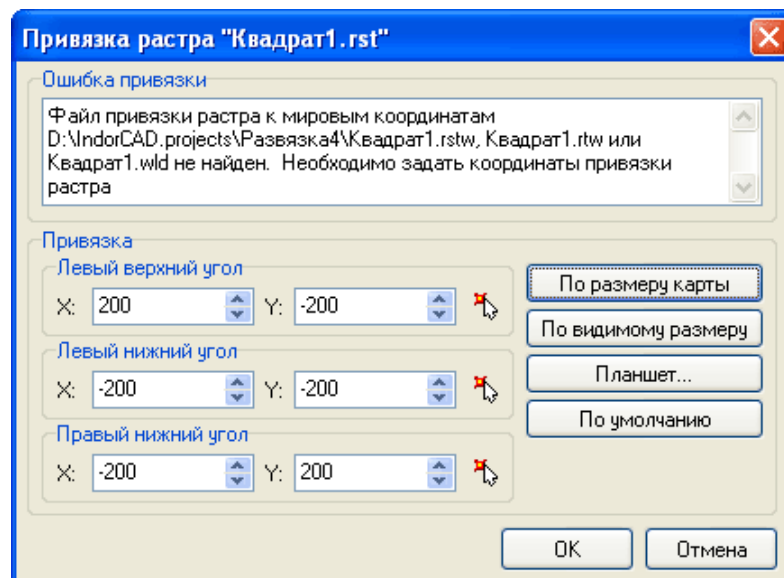 Привязка растра "Квадрат1.rst"
Ошибка привязки
Файл привязки растра к мировым координатам
D:\IndorCAD.projects\Развязка4\Квадрат1.rstw, Квадрат1.rtw или
Квадрат1.wld не найден.  Необходимо задать координаты привязки
растра
Привязка
Левый верхний угол
X: 200 Y: -200
Левый нижний угол
X: -200 Y: -200
Правый нижний угол
X: -200 Y: 200
По размеру карты
По видимому размеру
Планшет...
По умолчанию
OK Отмена